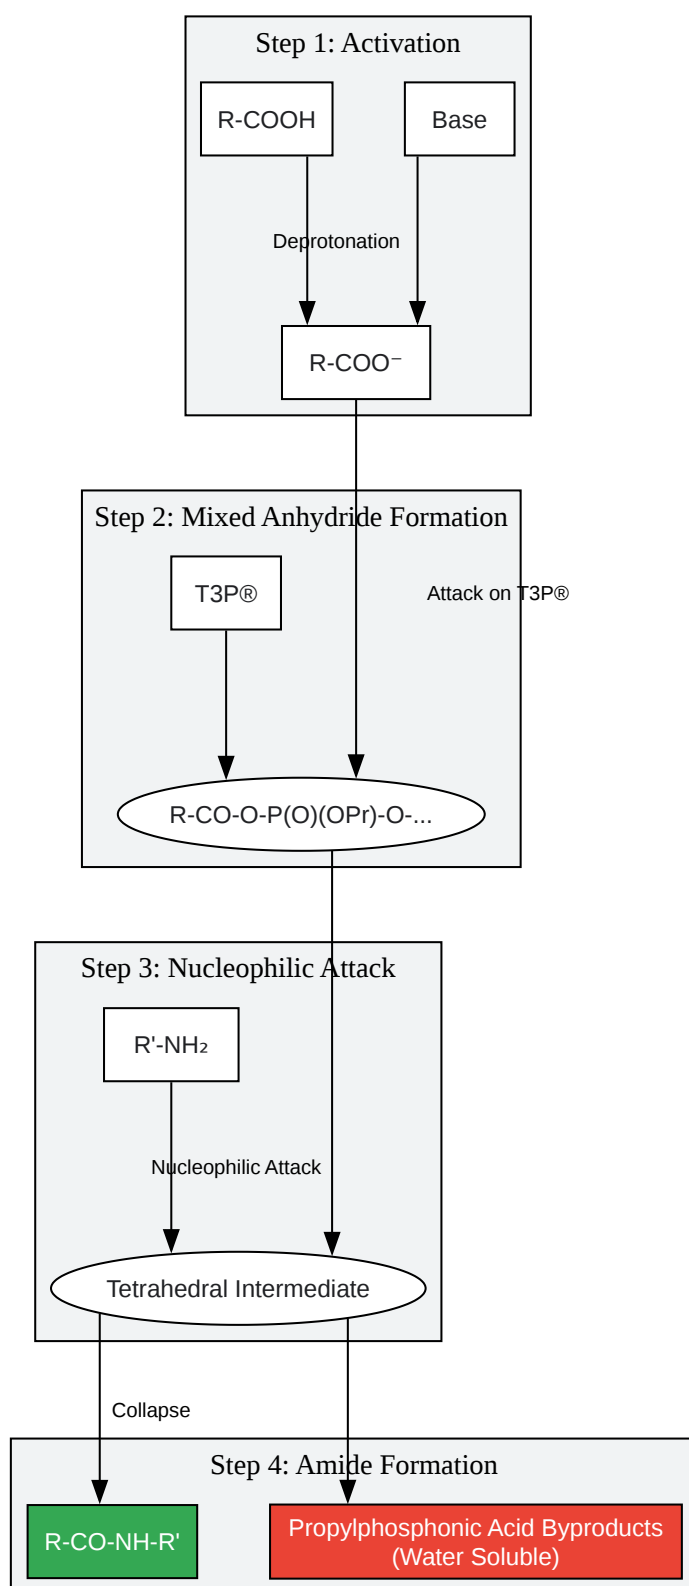 Step 1: Activation
R-COOH
Base
Deprotonation
R-COO⁻
Step 2: Mixed Anhydride Formation
T3P®
Attack on T3P®
R-CO-O-P(O)(OPr)-O-...
Step 3: Nucleophilic Attack
R'-NH₂
Nucleophilic Attack
Tetrahedral Intermediate
Collapse
Step 4: Amide Formation
R-CO-NH-R'
Propylphosphonic Acid Byproducts
(Water Soluble)